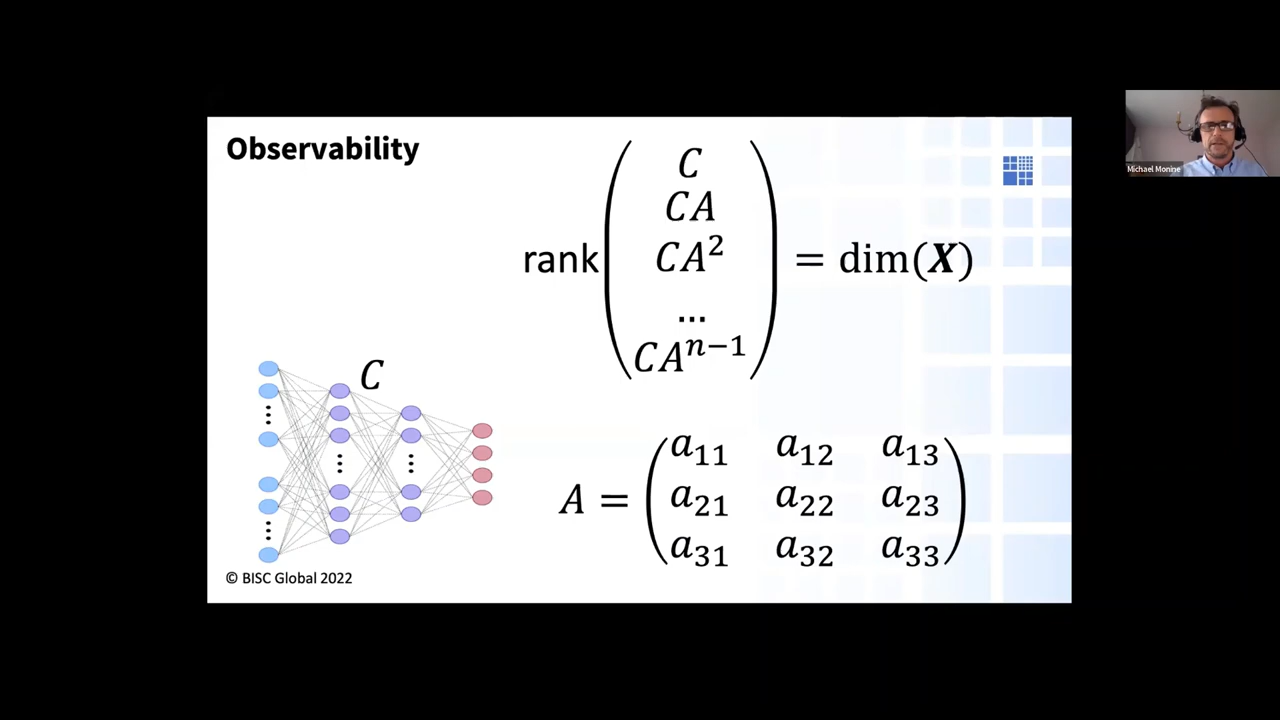 Observability
rank ( C
CA
CA²
...
CAⁿ⁻¹ ) = dim(X)
C
A = ( a₁₁ a₁₂ a₁₃
a₂₁ a₂₂ a₂₃
a₃₁ a₃₂ a₃₃ )
© BISC Global 2022
Michael Monine